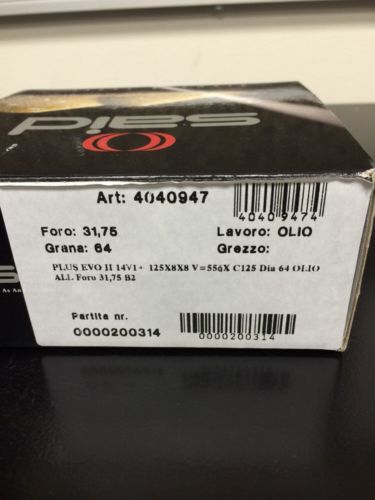 SAID
Art: 4040947
40409474
Foro: 31,75
Lavoro: OLIO
Grana: 64
Grezzo:
PLUS EVO II 14V1+ 125X8X8 V=556X C125 Dia 64 OLIO
ALL Foro 31,75 B2
Partita nr.
0000200314
0000200314